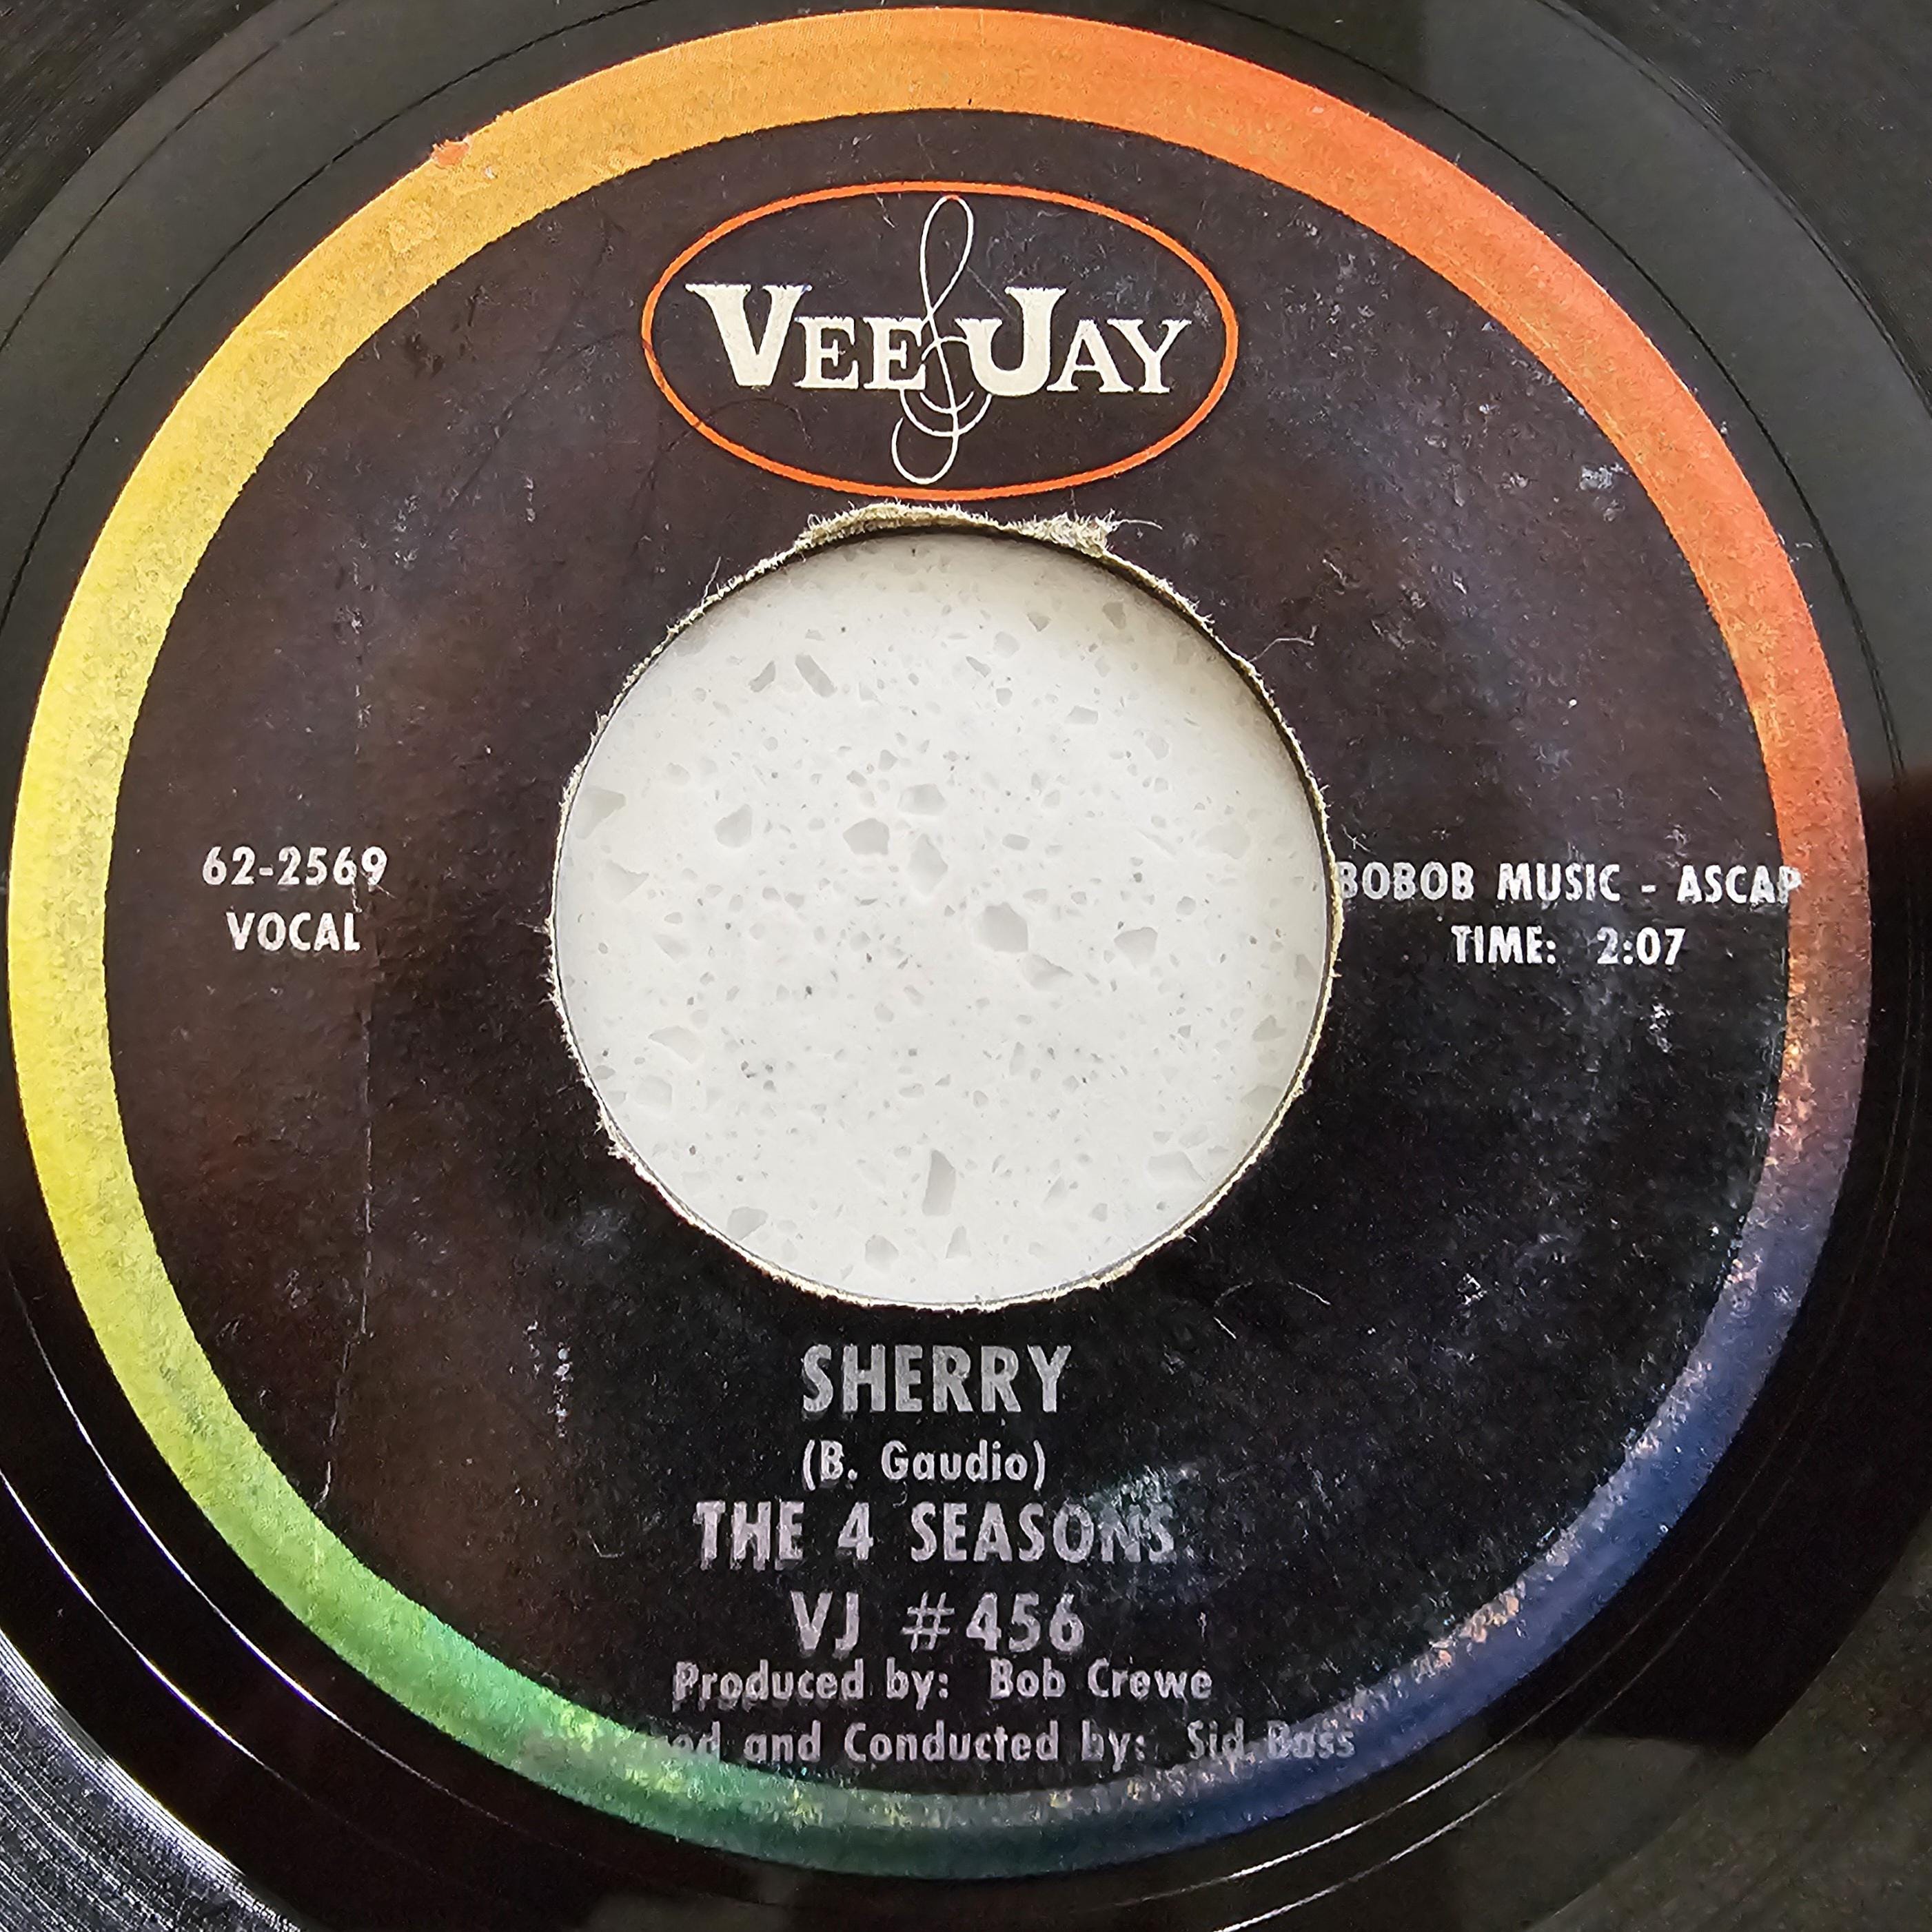 VEE JAY
62-2569
VOCAL
BOBOB MUSIC - ASCAP
TIME: 2:07
SHERRY
(B. Gaudio)
THE 4 SEASONS
VJ #456
Produced by: Bob Crewe
and Conducted by: Sid Bass